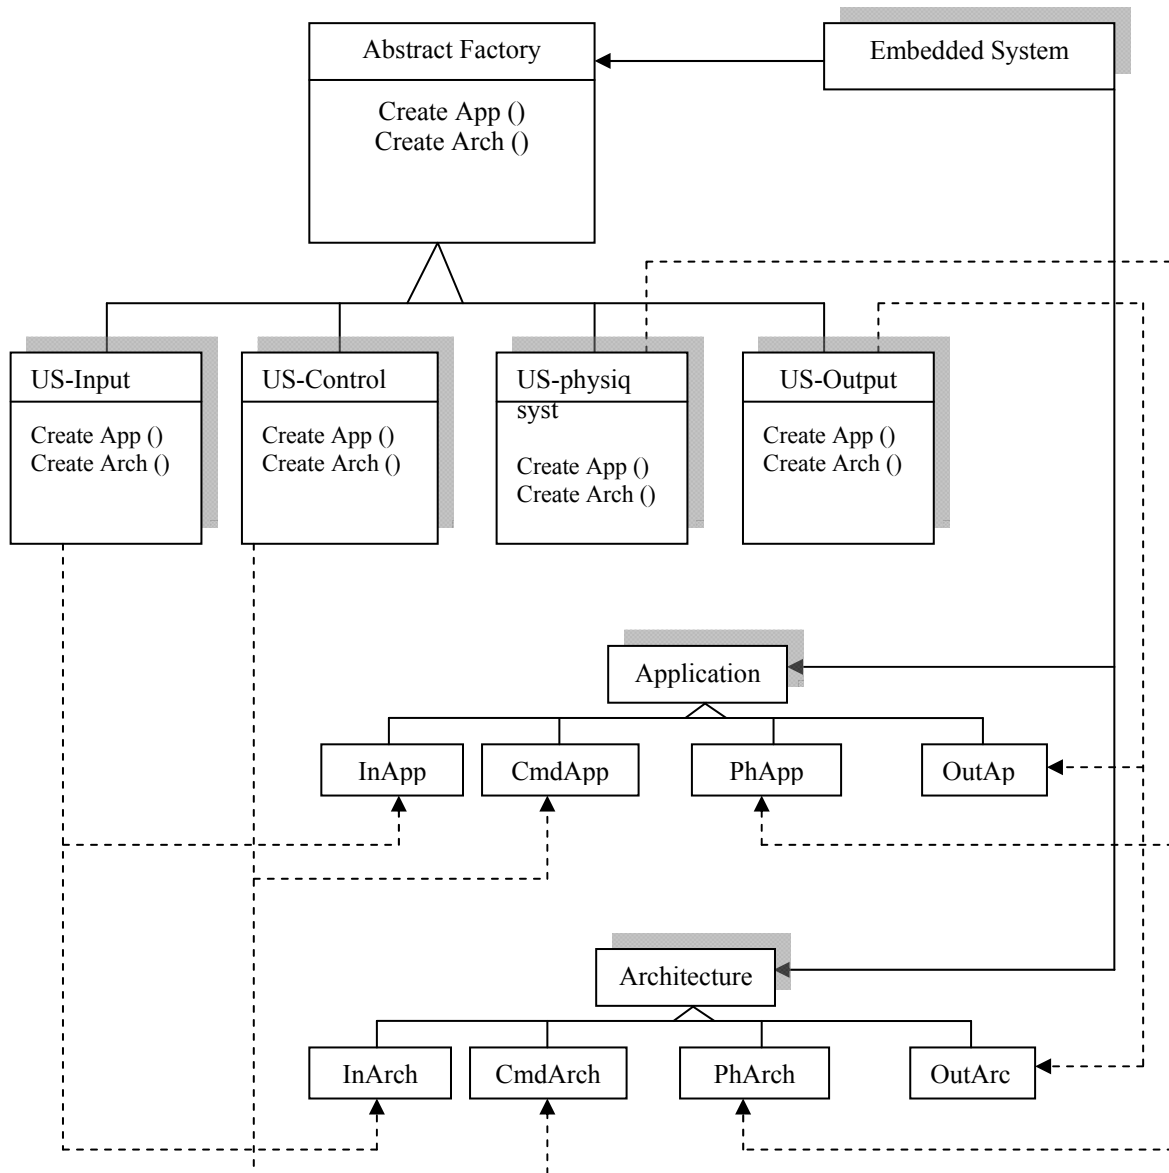 Abstract Factory
Create App ()
Create Arch ()
Embedded System
US-Input
Create App ()
Create Arch ()
US-Control
Create App ()
Create Arch ()
US-physiq
syst
Create App ()
Create Arch ()
US-Output
Create App ()
Create Arch ()
Application
InApp
CmdApp
PhApp
OutAp
Architecture
InArch
CmdArch
PhArch
OutArc